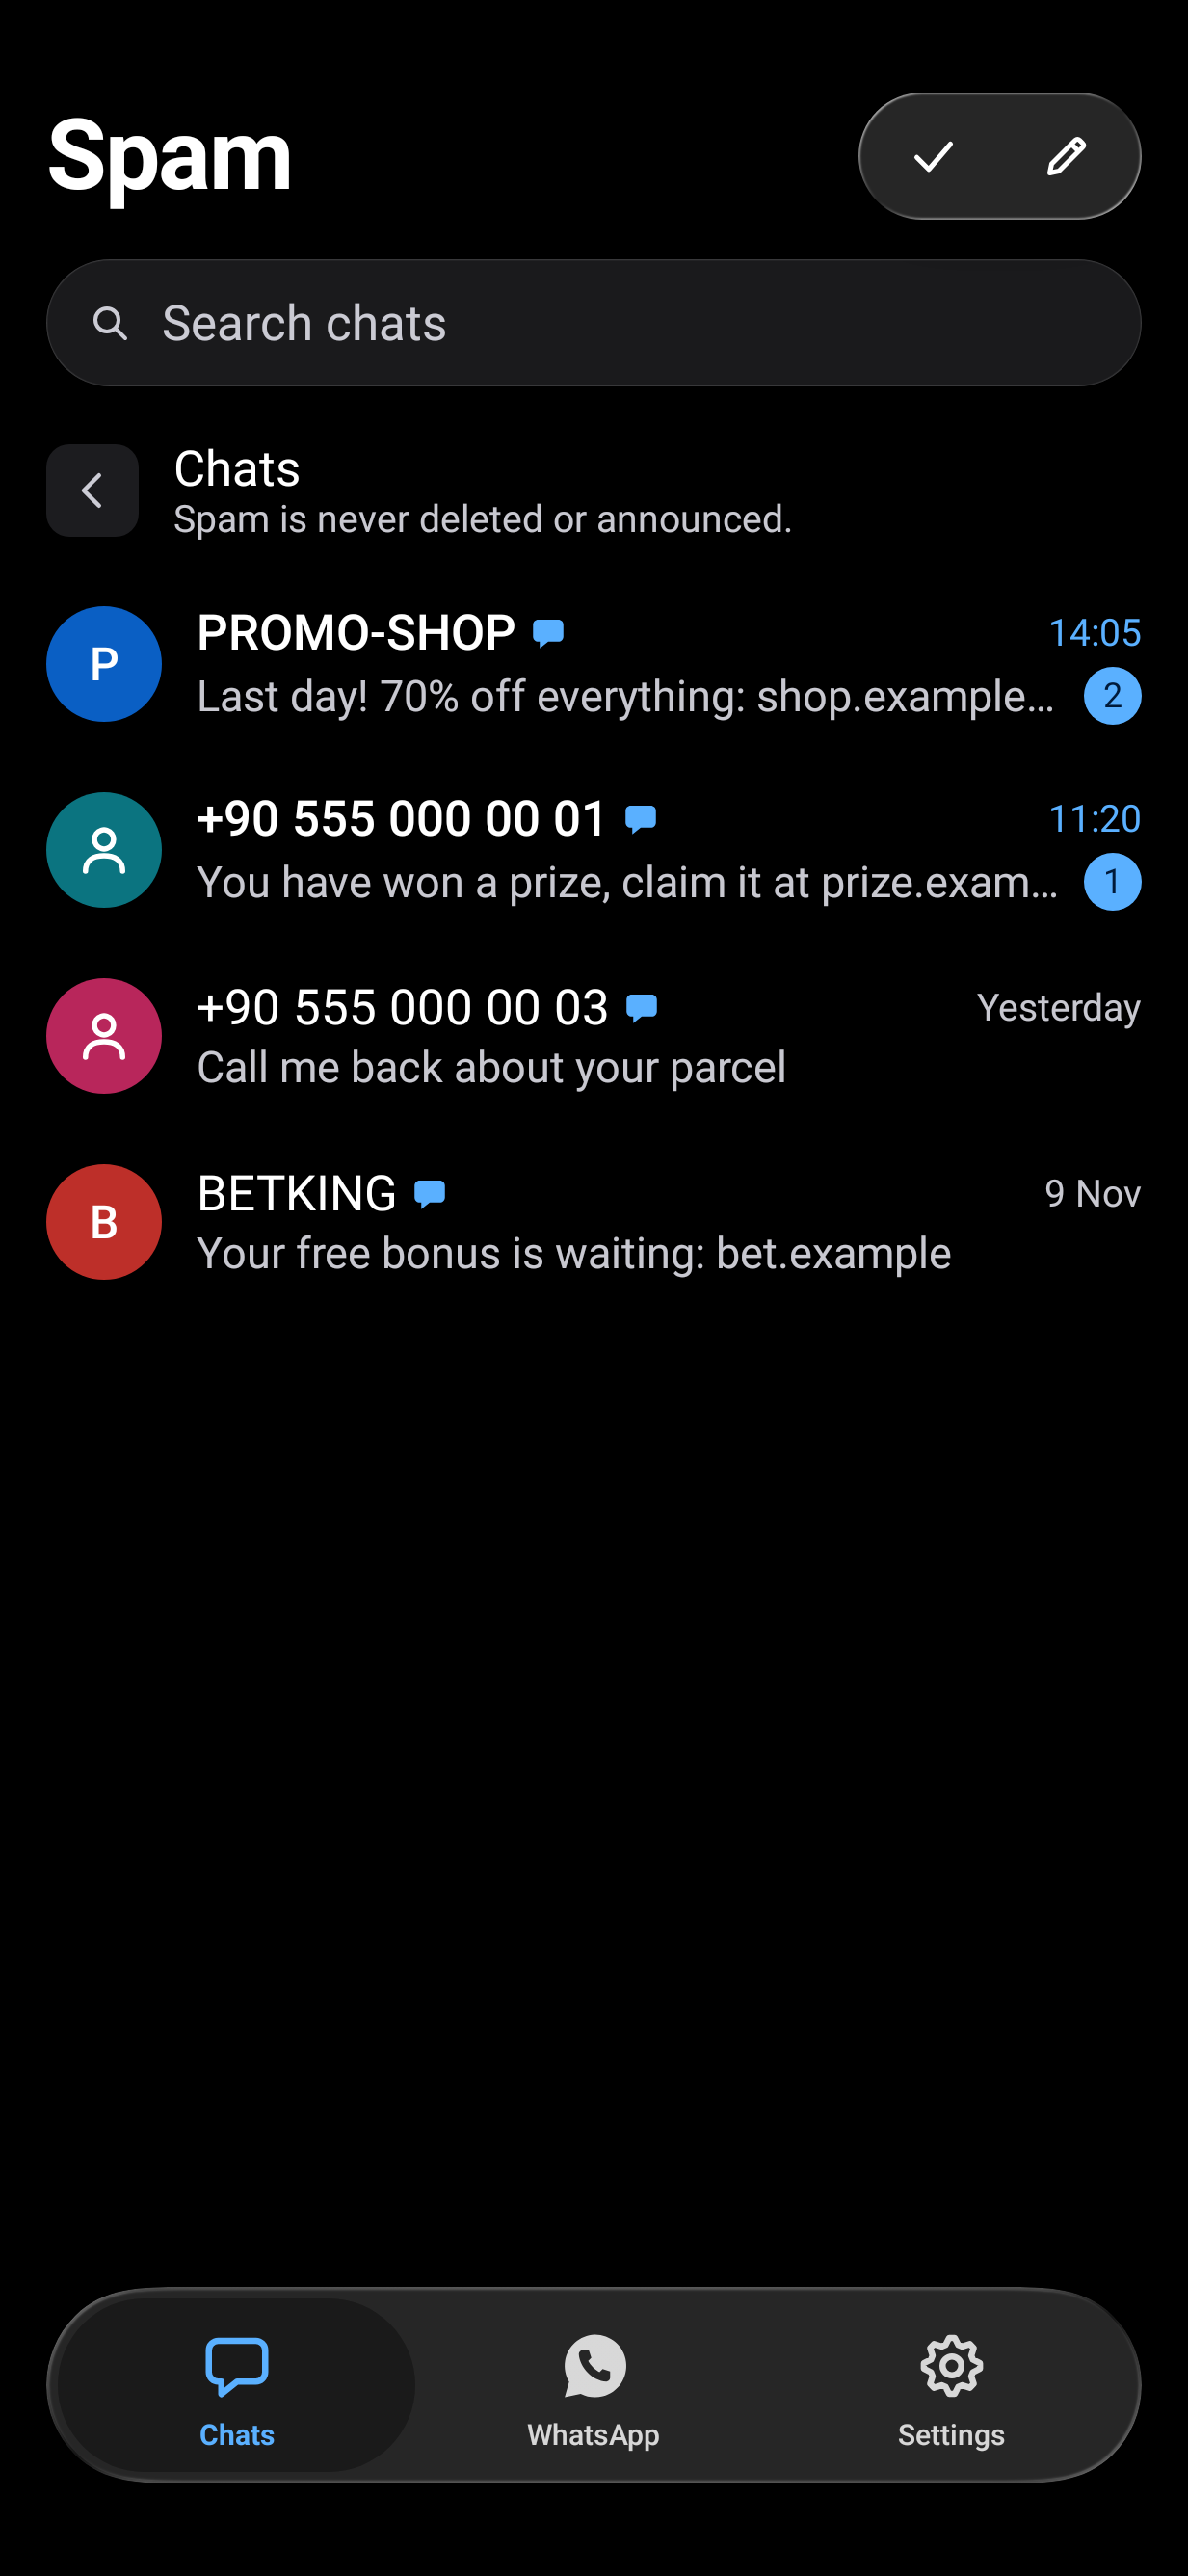 Spam
Search chats
Chats
Spam is never deleted or announced.
P
PROMO-SHOP
14:05
Last day! 70% off everything: shop.example…
2
+90 555 000 00 01
11:20
You have won a prize, claim it at prize.exam…
1
+90 555 000 00 03
Yesterday
Call me back about your parcel
B
BETKING
9 Nov
Your free bonus is waiting: bet.example
Chats
WhatsApp
Settings